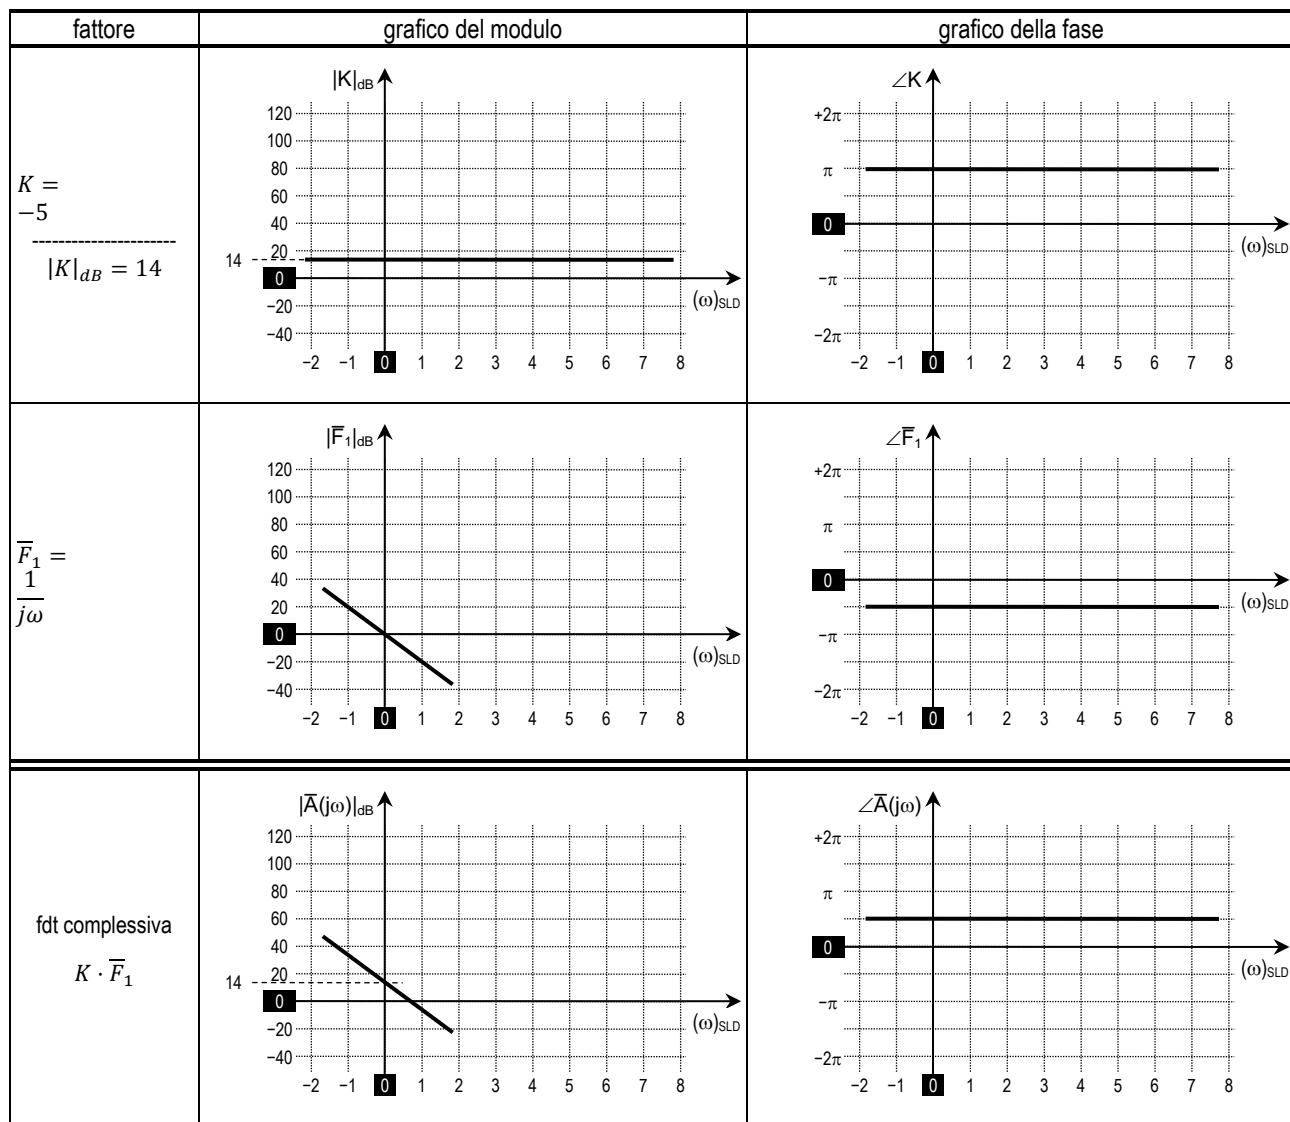 fattore grafico del modulo grafico della fase
K =
−5
|K|dB = 14
|K|dB
120
100
80
60
40
20
14
0
−20
−40
−2 −1 0 1 2 3 4 5 6 7 8
(ω)SLD
∠K
+2π
π
0
−π
−2π
−2 −1 0 1 2 3 4 5 6 7 8
(ω)SLD
F̅1 =
1
jω
|F̅1|dB
120
100
80
60
40
20
0
−20
−40
−2 −1 0 1 2 3 4 5 6 7 8
(ω)SLD
∠F̅1
+2π
π
0
−π
−2π
−2 −1 0 1 2 3 4 5 6 7 8
(ω)SLD
fdt complessiva
K · F̅1
|A̅(jω)|dB
120
100
80
60
40
20
14
0
−20
−40
−2 −1 0 1 2 3 4 5 6 7 8
(ω)SLD
∠A̅(jω)
+2π
π
0
−π
−2π
−2 −1 0 1 2 3 4 5 6 7 8
(ω)SLD